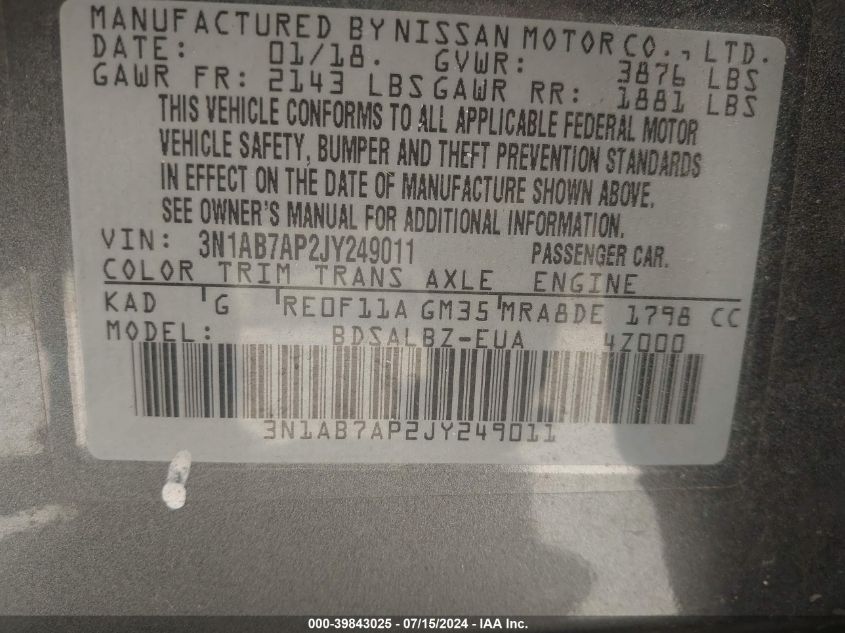 MANUFACTURED BY NISSAN MOTOR CO., LTD.
DATE: 01/18. GVWR: 3876 LBS
GAWR FR: 2143 LBS GAWR RR: 1881 LBS
THIS VEHICLE CONFORMS TO ALL APPLICABLE FEDERAL MOTOR
VEHICLE SAFETY, BUMPER AND THEFT PREVENTION STANDARDS
IN EFFECT ON THE DATE OF MANUFACTURE SHOWN ABOVE.
SEE OWNER'S MANUAL FOR ADDITIONAL INFORMATION.
VIN: 3N1AB7AP2JY249011 PASSENGER CAR.
COLOR TRIM TRANS AXLE ENGINE
KAD G RE0F11A GM35 MRA8DE 1798 CC
MODEL: BDSALBZ-EUA 4Z000
3N1AB7AP2JY249011
000-39843025 - 07/15/2024 - IAAI Inc.